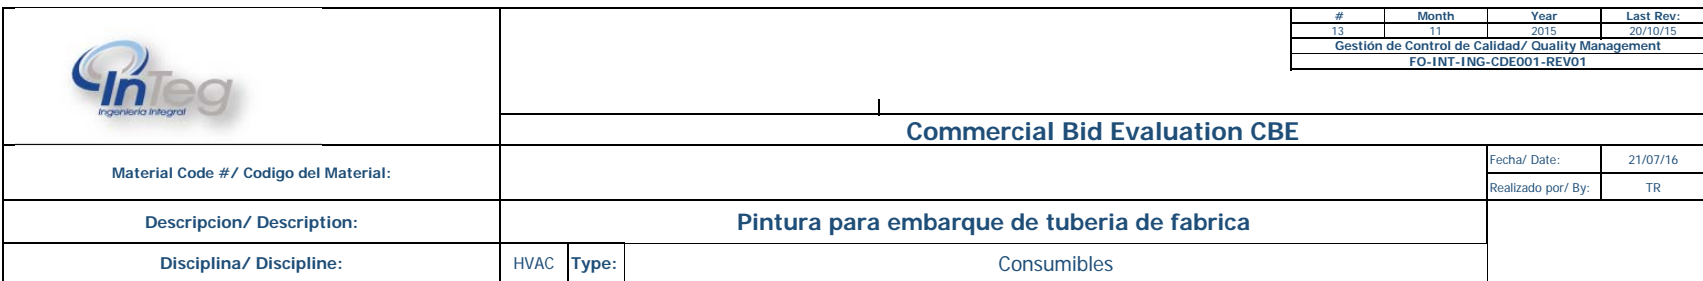 # Month Year Last Rev:
13 11 2015 20/10/15
Gestión de Control de Calidad/ Quality Management
FO-INT-ING-CDE001-REV01
InTeg
Ingeniería Integral
Commercial Bid Evaluation CBE
Material Code #/ Codigo del Material:
Fecha/ Date: 21/07/16
Realizado por/ By: TR
Descripcion/ Description: Pintura para embarque de tuberia de fabrica
Disciplina/ Discipline: HVAC Type: Consumibles